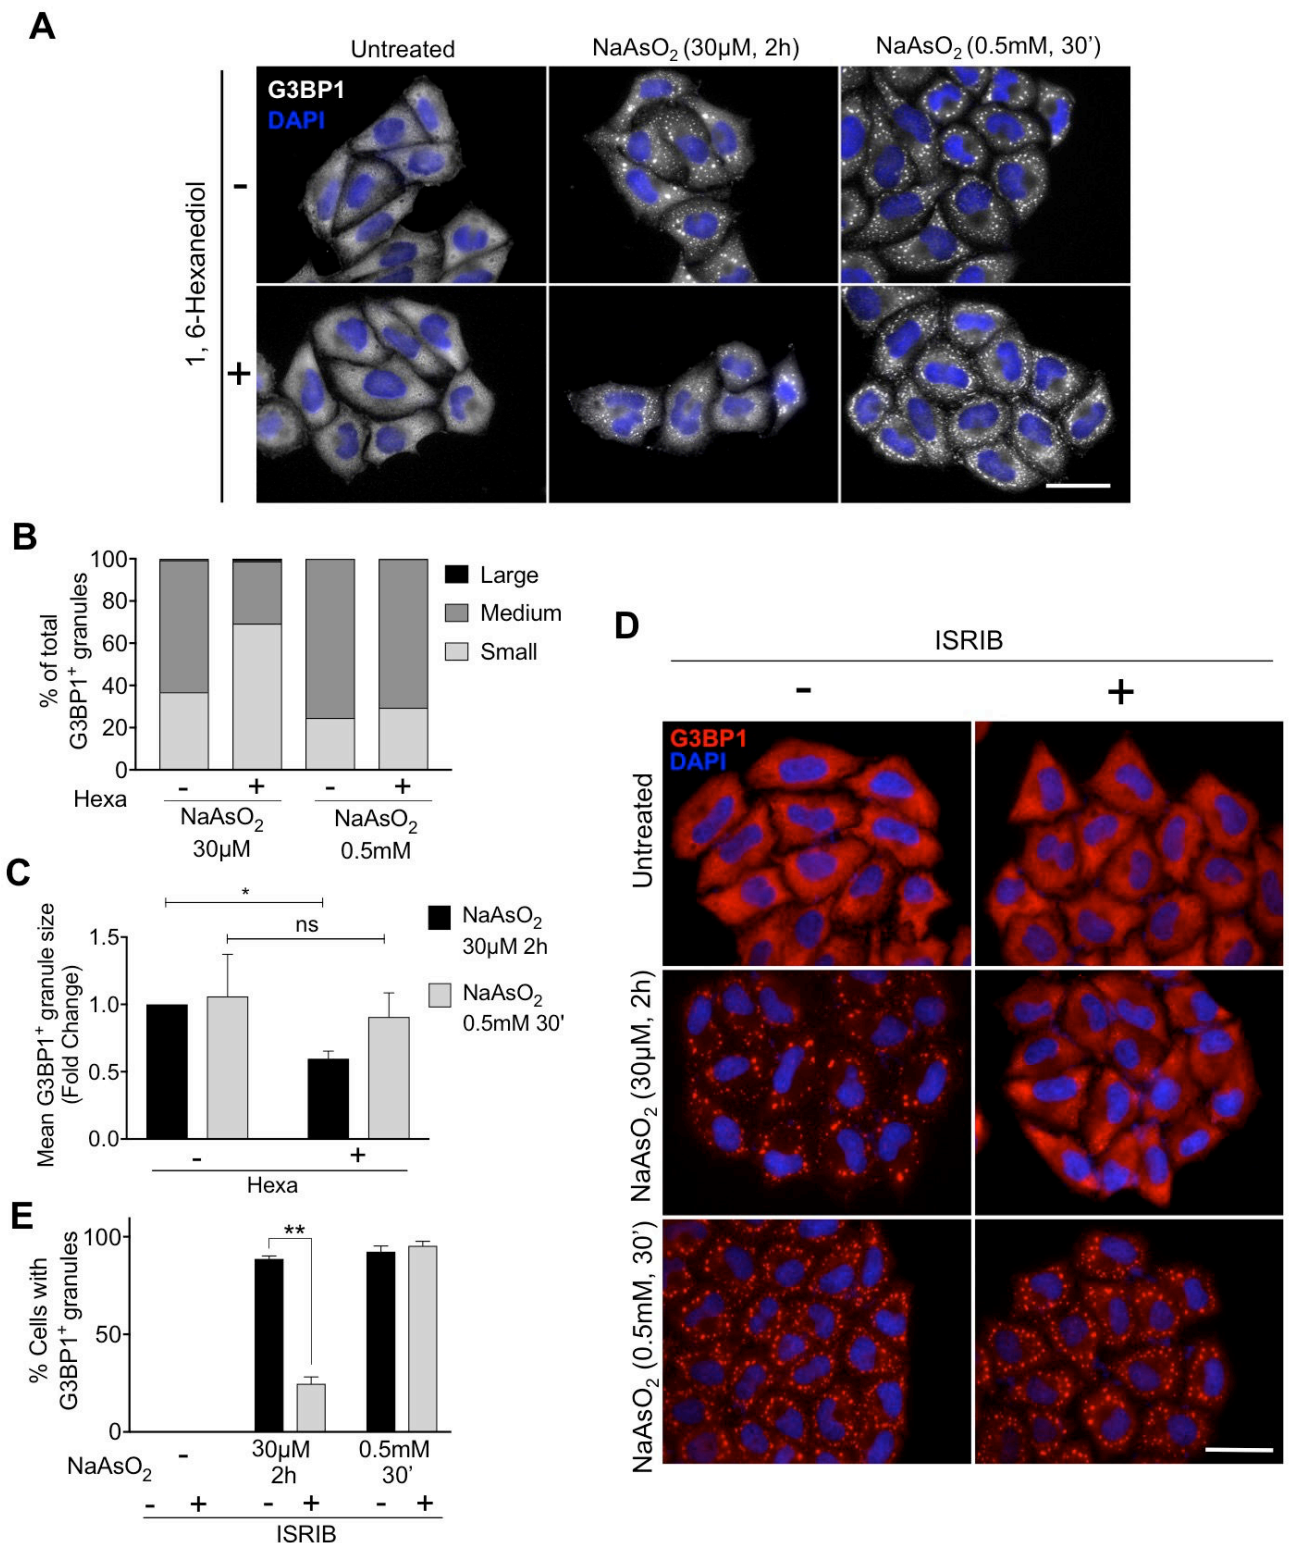 A
Untreated
NaAsO2 (30µM, 2h)
NaAsO2 (0.5mM, 30’)
G3BP1
DAPI
1, 6-Hexanediol
-
+
B
% of total
G3BP1+ granules
100
80
60
40
20
0
Large
Medium
Small
Hexa
- + - +
NaAsO2
30µM
NaAsO2
0.5mM
C
Mean G3BP1+ granule size
(Fold Change)
1.5
1.0
0.5
0.0
*
ns
NaAsO2
30µM 2h
NaAsO2
0.5mM 30'
- +
Hexa
D
ISRIB
- +
G3BP1
DAPI
Untreated
NaAsO2 (30µM, 2h)
NaAsO2 (0.5mM, 30’)
E
% Cells with
G3BP1+ granules
100
50
0
**
NaAsO2
-
30µM
2h
0.5mM
30’
- + - + - +
ISRIB